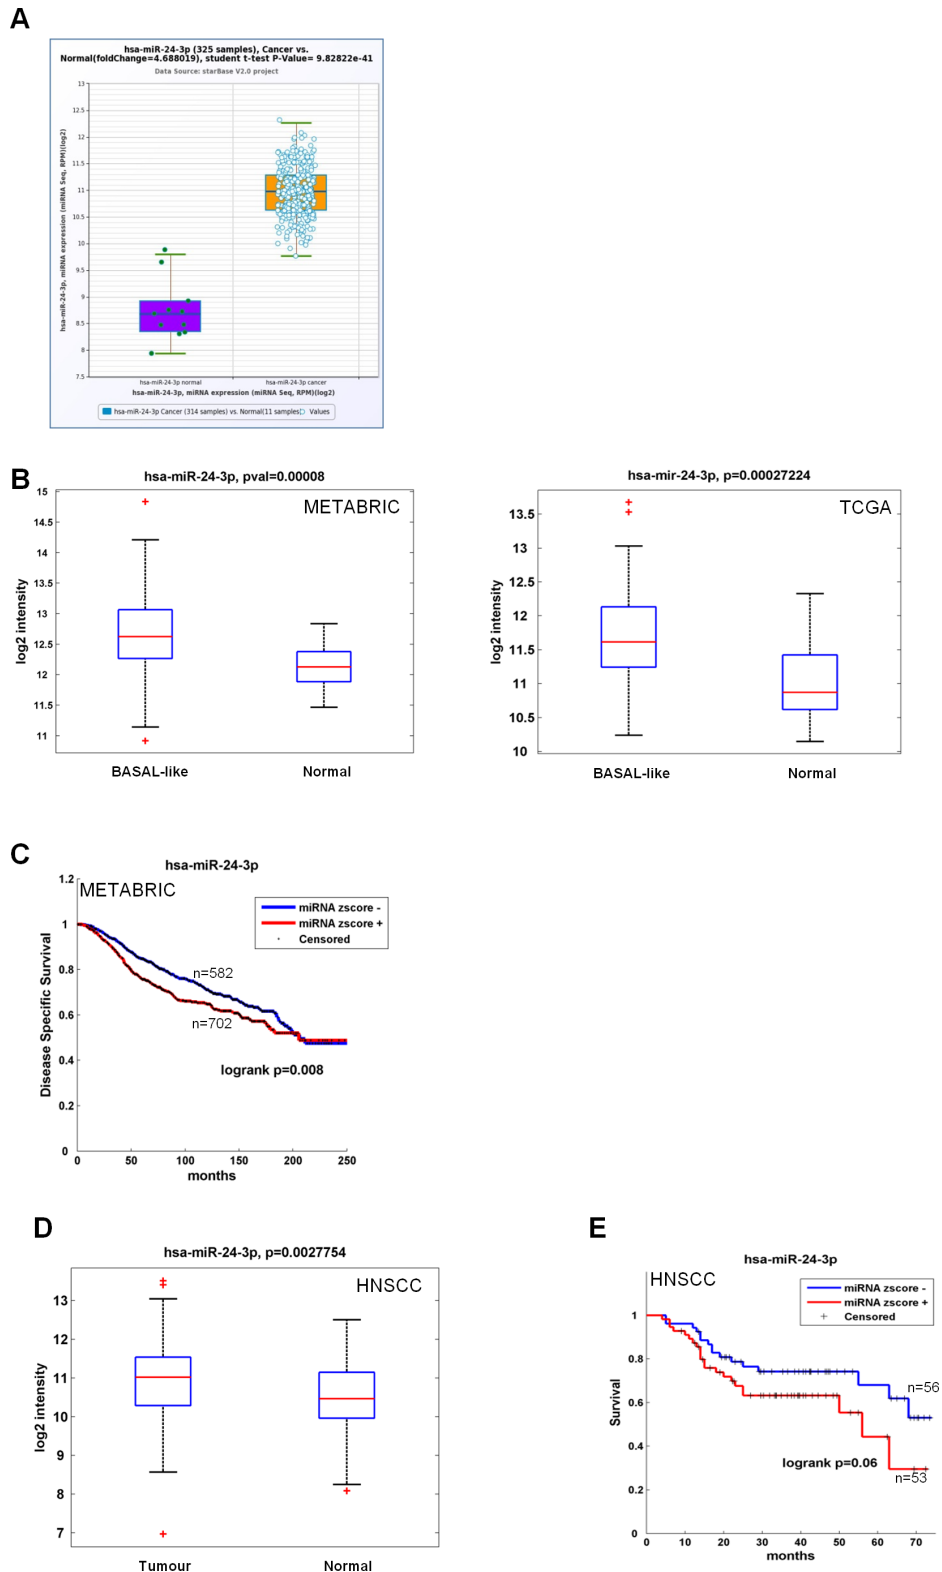 A
hsa-miR-24-3p (325 samples), Cancer vs.
Normal(foldChange=4.688019), student t-test P-Value= 9.82822e-41
Data Source: starBase V2.0 project
hsa-miR-24-3p, miRNA expression (miRNA Seq, RPM)(log2)
13
12.5
12
11.5
11
10.5
10
9.5
9
8.5
8
7.5
hsa-miR-24-3p normal
hsa-miR-24-3p cancer
hsa-miR-24-3p, miRNA expression (miRNA Seq, RPM)(log2)
hsa-miR-24-3p Cancer (314 samples) vs. Normal(11 samples)
Values
B
hsa-miR-24-3p, pval=0.00008
METABRIC
log2 intensity
15
14.5
14
13.5
13
12.5
12
11.5
11
BASAL-like
Normal
hsa-mir-24-3p, p=0.00027224
TCGA
log2 intensity
13.5
13
12.5
12
11.5
11
10.5
10
BASAL-like
Normal
C
hsa-miR-24-3p
METABRIC
miRNA zscore -
miRNA zscore +
Censored
Disease Specific Survival
1.2
1
0.8
0.6
0.4
0.2
0
n=582
n=702
logrank p=0.008
0
50
100
150
200
250
months
D
hsa-miR-24-3p, p=0.0027754
HNSCC
log2 intensity
13
12
11
10
9
8
7
Tumour
Normal
E
hsa-miR-24-3p
HNSCC
miRNA zscore -
miRNA zscore +
Censored
Survival
1
0.8
0.6
0.4
0.2
0
n=56
logrank p=0.06
n=53
0
10
20
30
40
50
60
70
months